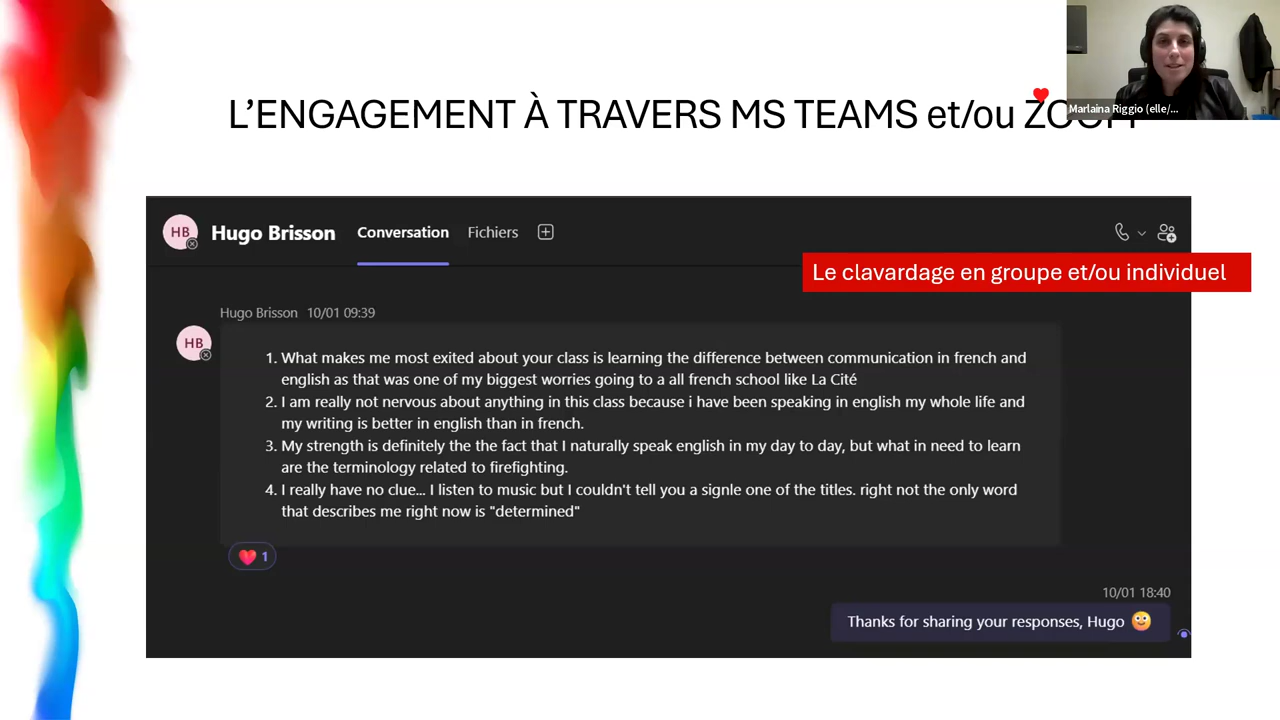 L’ENGAGEMENT À TRAVERS MS TEAMS et/ou ZOOM
Marlaina Riggio (elle/...
HB
Hugo Brisson
Conversation
Fichiers
Le clavardage en groupe et/ou individuel
Hugo Brisson 10/01 09:39
HB
1. What makes me most exited about your class is learning the difference between communication in french and
english as that was one of my biggest worries going to a all french school like La Cité
2. I am really not nervous about anything in this class because i have been speaking in english my whole life and
my writing is better in english than in french.
3. My strength is definitely the the fact that I naturally speak english in my day to day, but what in need to learn
are the terminology related to firefighting.
4. I really have no clue... I listen to music but I couldn't tell you a signle one of the titles. right not the only word
that describes me right now is "determined"
1
10/01 18:40
Thanks for sharing your responses, Hugo